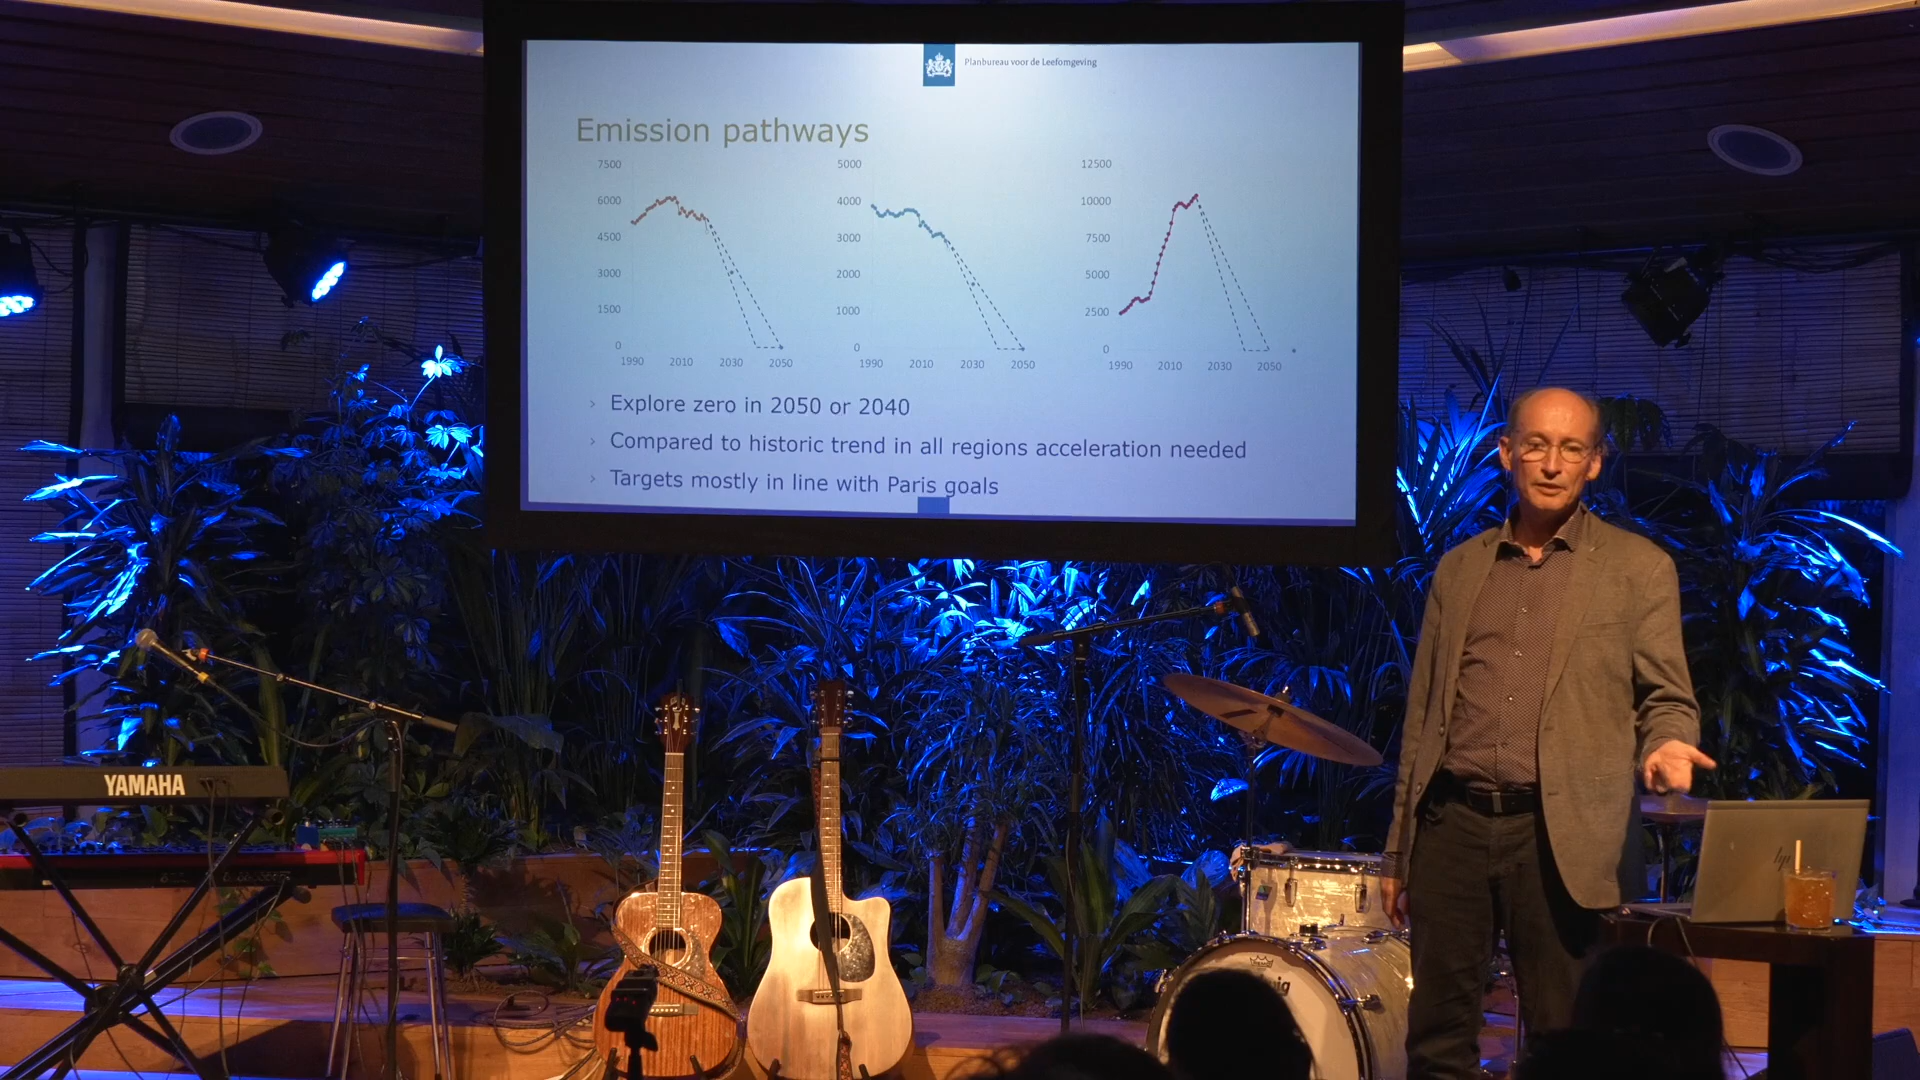 Planbureau voor de Leefomgeving
Emission pathways
7500
6000
4500
3000
1500
0
1990 2010 2030 2050
5000
4000
3000
2000
1000
0
1990 2010 2030 2050
12500
10000
7500
5000
2500
0
1990 2010 2030 2050
› Explore zero in 2050 or 2040
› Compared to historic trend in all regions acceleration needed
› Targets mostly in line with Paris goals
YAMAHA
hp